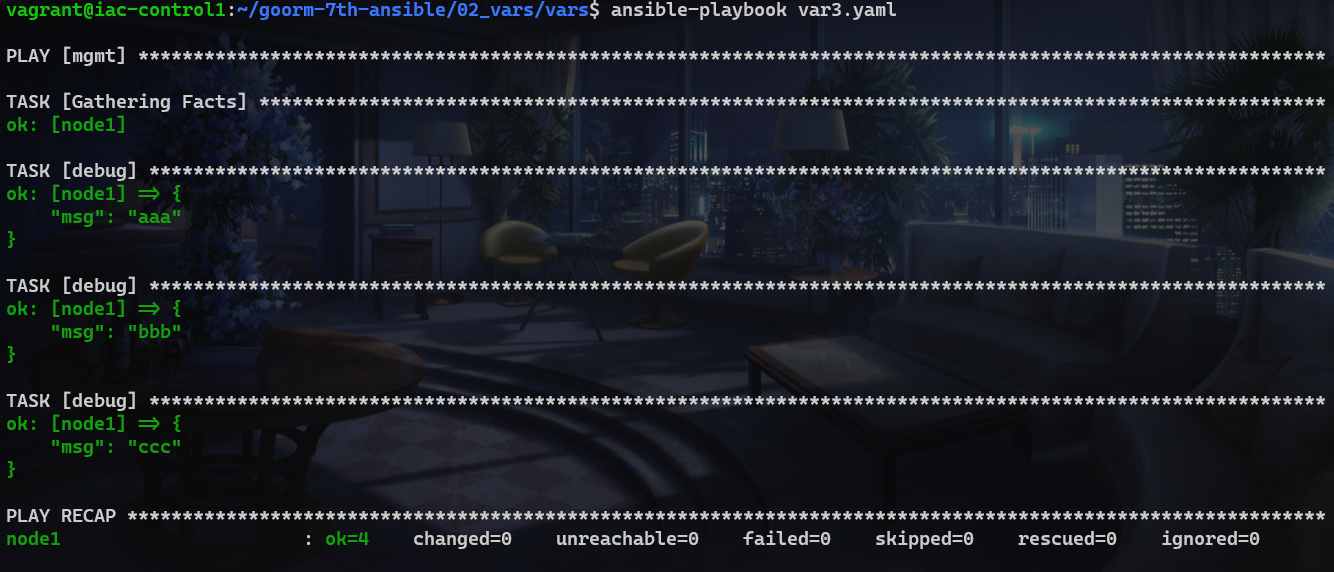 vagrant@iac-control1:~/goorm-7th-ansible/02_vars/vars$ ansible-playbook var3.yaml
PLAY [mgmt] ************************************************************************************************************
TASK [Gathering Facts] *************************************************************************************************
ok: [node1]
TASK [debug] ***********************************************************************************************************
ok: [node1] => {
    "msg": "aaa"
}
TASK [debug] ***********************************************************************************************************
ok: [node1] => {
    "msg": "bbb"
}
TASK [debug] ***********************************************************************************************************
ok: [node1] => {
    "msg": "ccc"
}
PLAY RECAP *************************************************************************************************************
node1                      : ok=4    changed=0    unreachable=0    failed=0    skipped=0    rescued=0    ignored=0